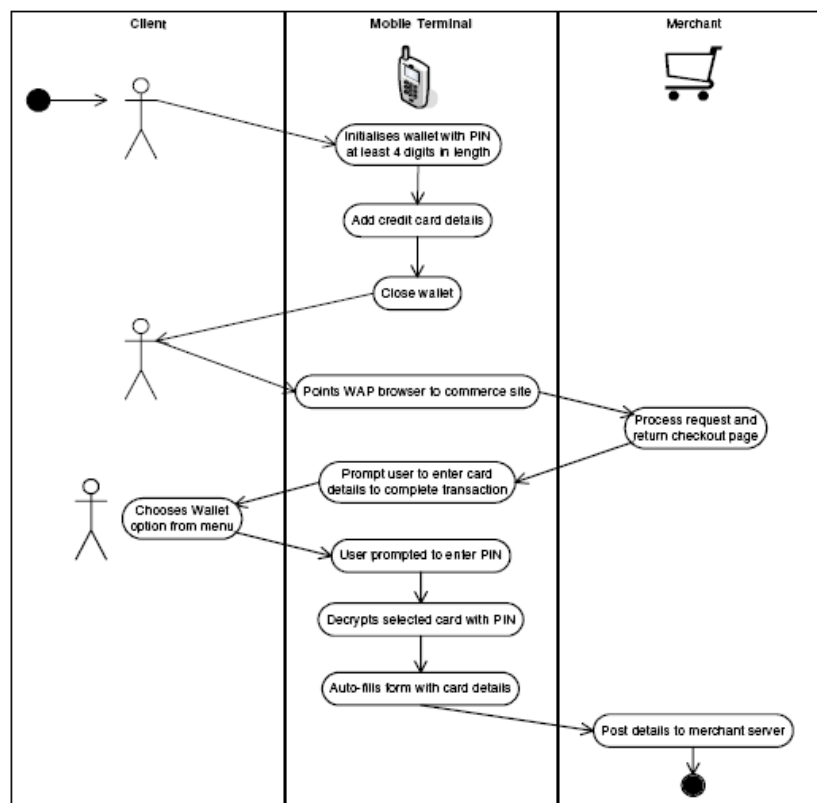 Client
Mobile Terminal
Merchant
Initialises wallet with PIN
at least 4 digits in length
Add credit card details
Close wallet
Points WAP browser to commerce site
Process request and
return checkout page
Prompt user to enter card
details to complete transaction
Chooses Wallet
option from menu
User prompted to enter PIN
Decrypts selected card with PIN
Auto-fills form with card details
Post details to merchant server